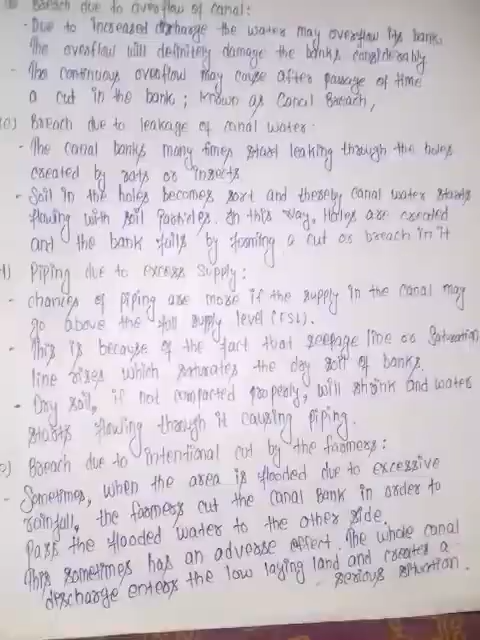 Breach due to overflow of canal:
- Due to increased discharge the water may overflow its bank.
The overflow will definitely damage the banks considerably
- The continuous overflow may cause after passage of time
a cut in the bank; known as Canal Breach,
(c) Breach due to leakage of canal water:
- The canal banks many times start leaking through the holes
created by rats or insects
- Soil in the holes becomes sort and thereby canal water starts
flowing with soil particles. In this way, Holes are created
and the bank fails by forming a cut or breach in it
d) Piping due to excess supply:
- chances of piping are more if the supply in the canal may
go above the full supply level (FSL).
- This is because of the fact that seepage line or saturation
line rises which saturates the dry soil of banks.
- Dry soil, if not compacted properly, will shrink and water
starts flowing through it causing piping.
e) Breach due to intentional cut by the farmers:
- Sometimes, when the area is flooded due to excessive
rainfall, the farmers cut the canal Bank in order to
pass the flooded water to the other side.
This sometimes has an adverse effect. The whole canal
discharge enters the low laying land and creates a
serious situation.